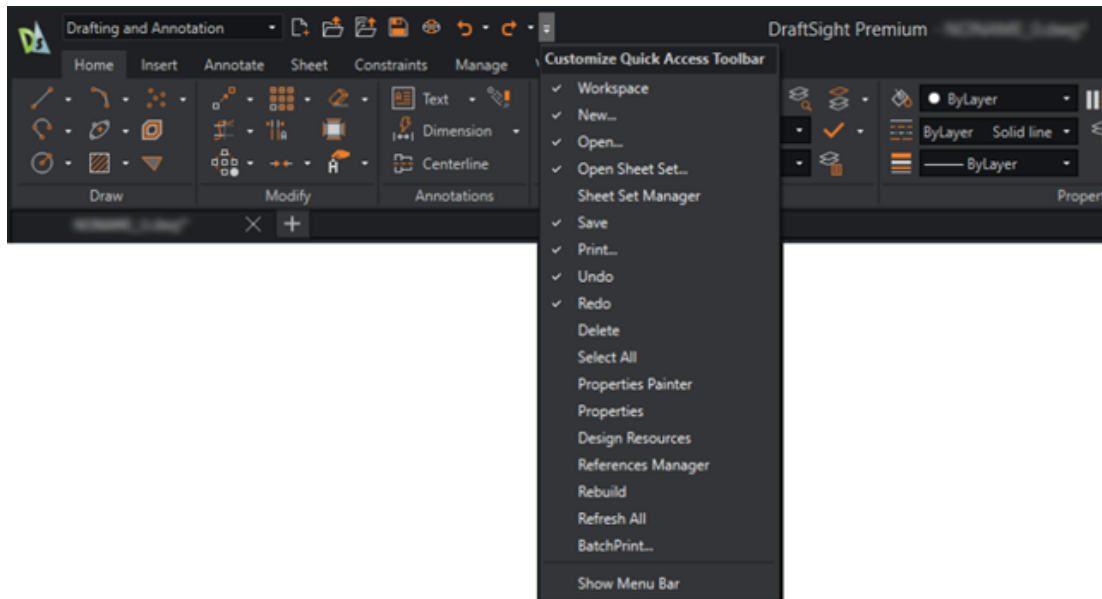 Drafting and Annotation
DraftSight Premium
Home Insert Annotate Sheet Constraints Manage
Customize Quick Access Toolbar
Workspace
New...
Open...
Open Sheet Set...
Sheet Set Manager
Save
Print...
Undo
Redo
Delete
Select All
Properties Painter
Properties
Design Resources
References Manager
Rebuild
Refresh All
BatchPrint...
Show Menu Bar
Text
Dimension
Centerline
ByLayer
ByLayer Solid line
ByLayer
Draw Modify Annotations Proper